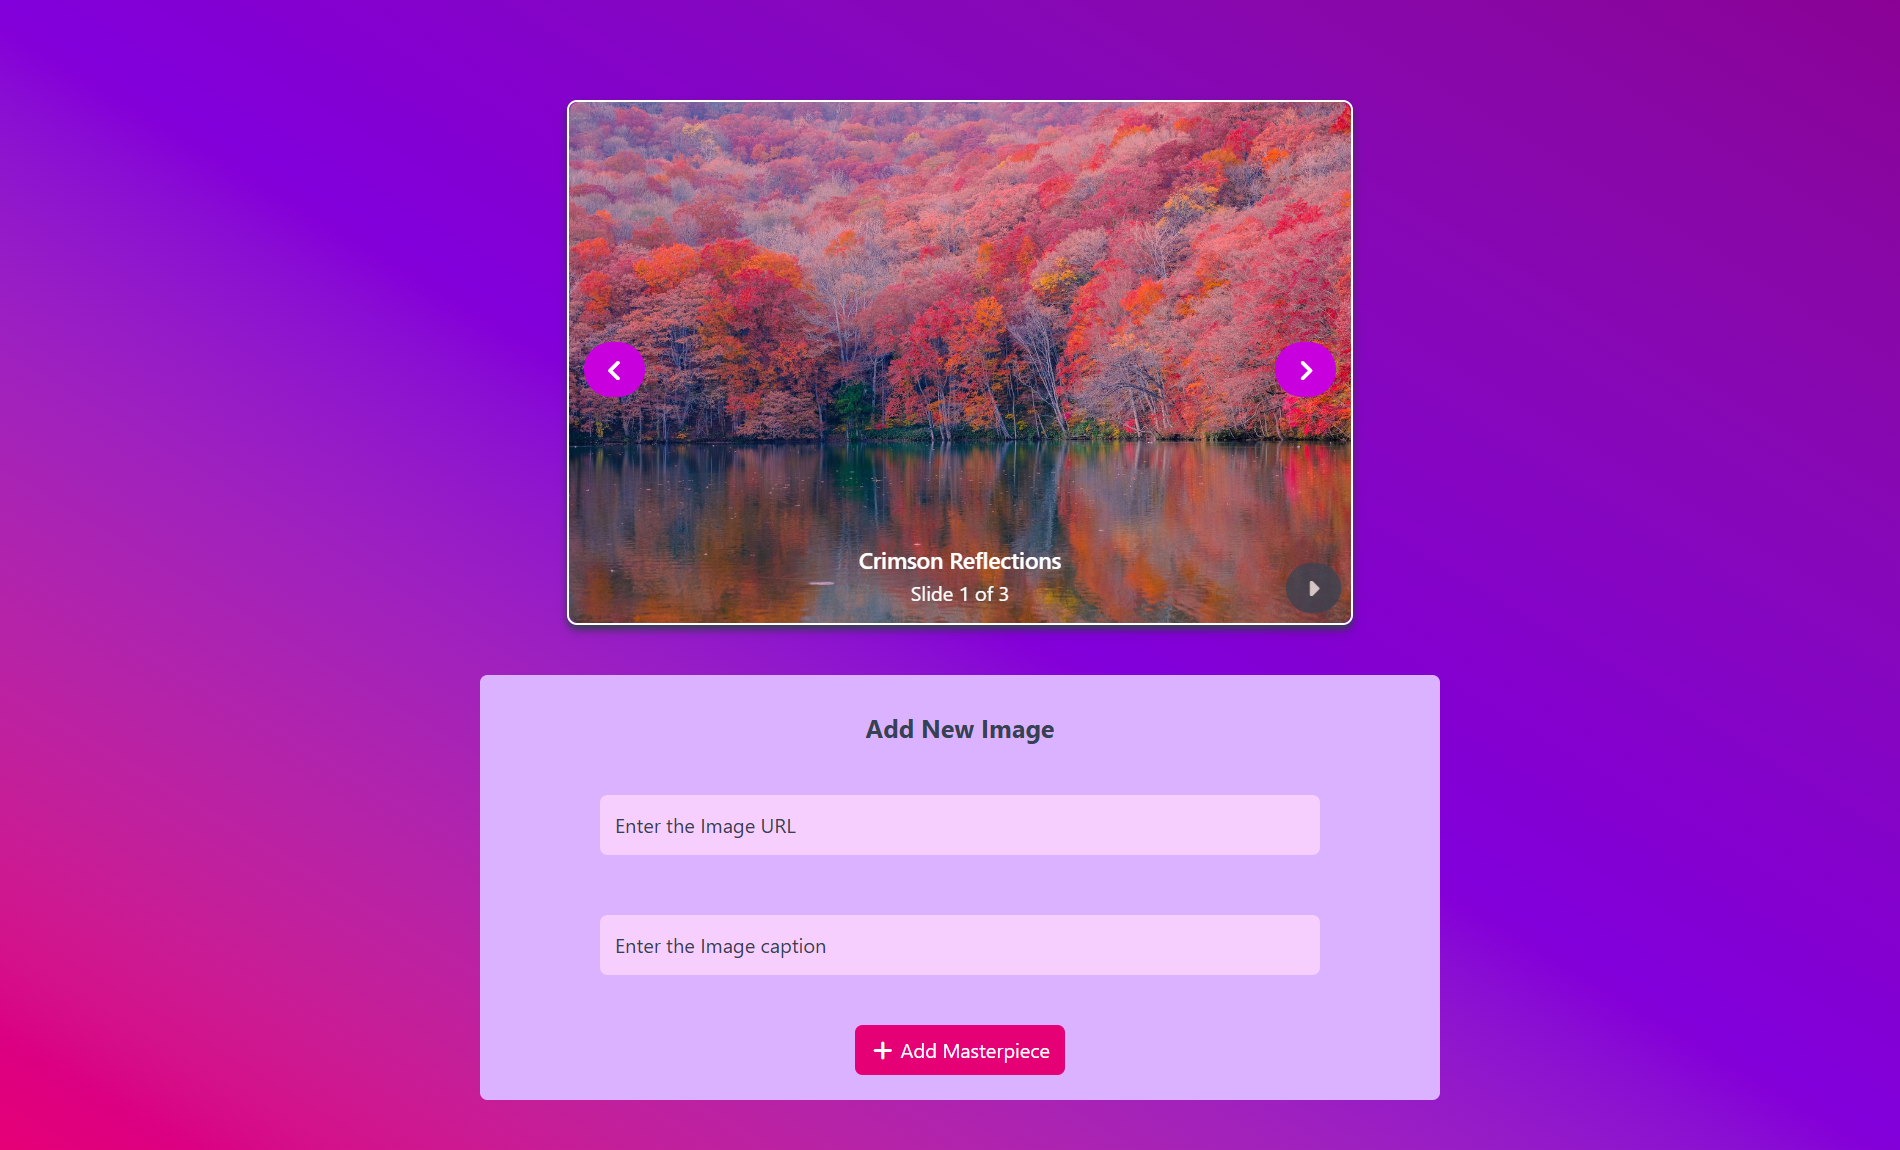 Crimson Reflections
Slide 1 of 3
Add New Image
Enter the Image URL
Enter the Image caption
Add Masterpiece